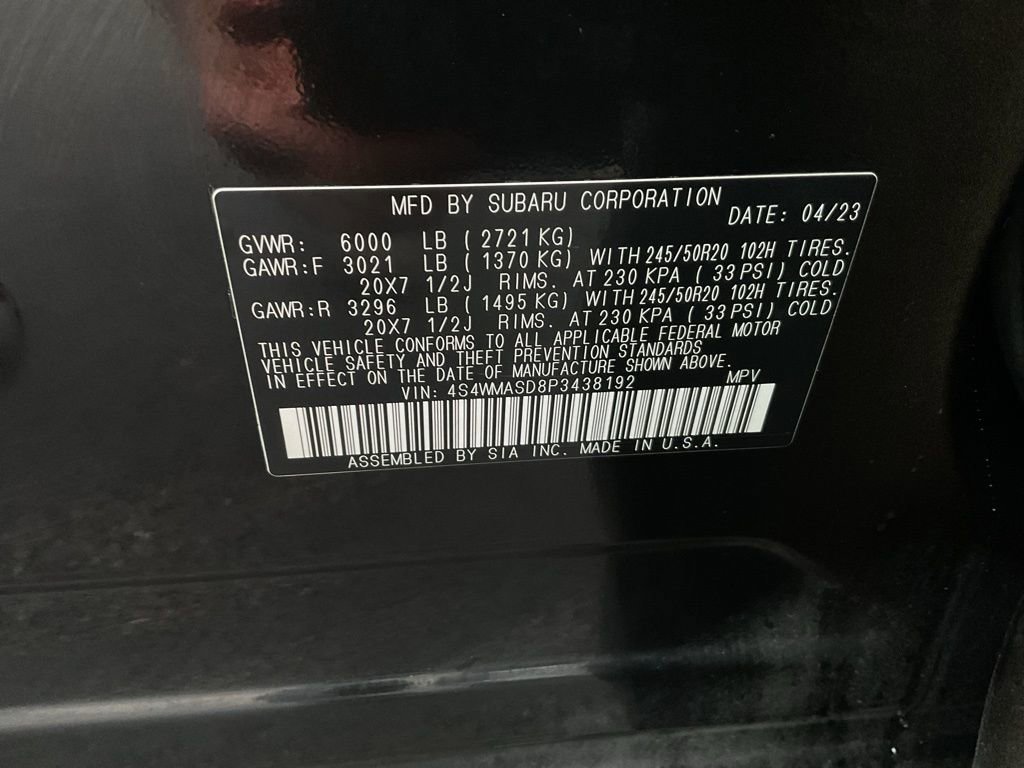 MFD BY SUBARU CORPORATION DATE: 04/23
GVWR: 6000 LB ( 2721 KG)
GAWR:F 3021 LB ( 1370 KG) WITH 245/50R20 102H TIRES.
20X7 1/2J RIMS. AT 230 KPA ( 33 PSI) COLD
GAWR:R 3296 LB ( 1495 KG) WITH 245/50R20 102H TIRES.
20X7 1/2J RIMS. AT 230 KPA ( 33 PSI) COLD
THIS VEHICLE CONFORMS TO ALL APPLICABLE FEDERAL MOTOR
VEHICLE SAFETY AND THEFT PREVENTION STANDARDS
IN EFFECT ON THE DATE OF MANUFACTURE SHOWN ABOVE.
VIN: 4S4WMASD8P3438192 MPV
ASSEMBLED BY SIA INC. MADE IN U.S.A.